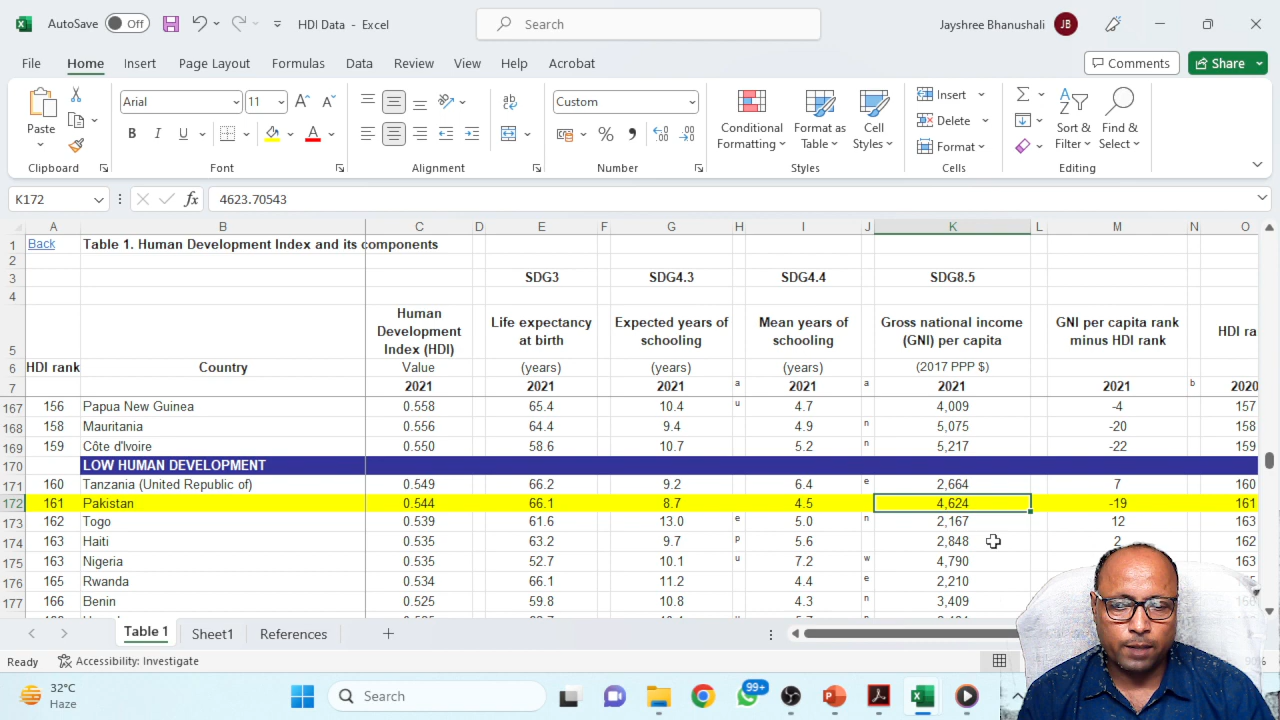 AutoSave Off HDI Data - Excel Search Jayshree Bhanushali JB
File Home Insert Page Layout Formulas Data Review View Help Acrobat Comments Share
Paste Arial 11 B I U A A A Custom % , Conditional Formatting Format as Table Cell Styles Insert Delete Format Sort & Filter Find & Select
Clipboard Font Alignment Number Styles Cells Editing
K172 fx 4623.70543
A B C D E F G H I J K L M N O
1 Back Table 1. Human Development Index and its components
2
3 SDG3 SDG4.3 SDG4.4 SDG8.5
4
5 Human Development Index (HDI) Life expectancy at birth Expected years of schooling Mean years of schooling Gross national income (GNI) per capita GNI per capita rank minus HDI rank HDI ra
6 HDI rank Country Value (years) (years) (years) (2017 PPP $)
7 2021 2021 2021 a 2021 a 2021 2021 b 2020
167 156 Papua New Guinea 0.558 65.4 10.4 u 4.7 4,009 -4 157
168 158 Mauritania 0.556 64.4 9.4 4.9 n 5,075 -20 158
169 159 Côte d'Ivoire 0.550 58.6 10.7 5.2 n 5,217 -22 159
170 LOW HUMAN DEVELOPMENT
171 160 Tanzania (United Republic of) 0.549 66.2 9.2 6.4 e 2,664 7 160
172 161 Pakistan 0.544 66.1 8.7 4.5 4,624 -19 161
173 162 Togo 0.539 61.6 13.0 e 5.0 n 2,167 12 163
174 163 Haiti 0.535 63.2 9.7 p 5.6 2,848 2 162
175 163 Nigeria 0.535 52.7 10.1 u 7.2 w 4,790 163
176 165 Rwanda 0.534 66.1 11.2 4.4 e 2,210
177 166 Benin 0.525 59.8 10.8 4.3 n 3,409
Table 1 Sheet1 References
Ready Accessibility: Investigate
32°C
Haze
Search 99+